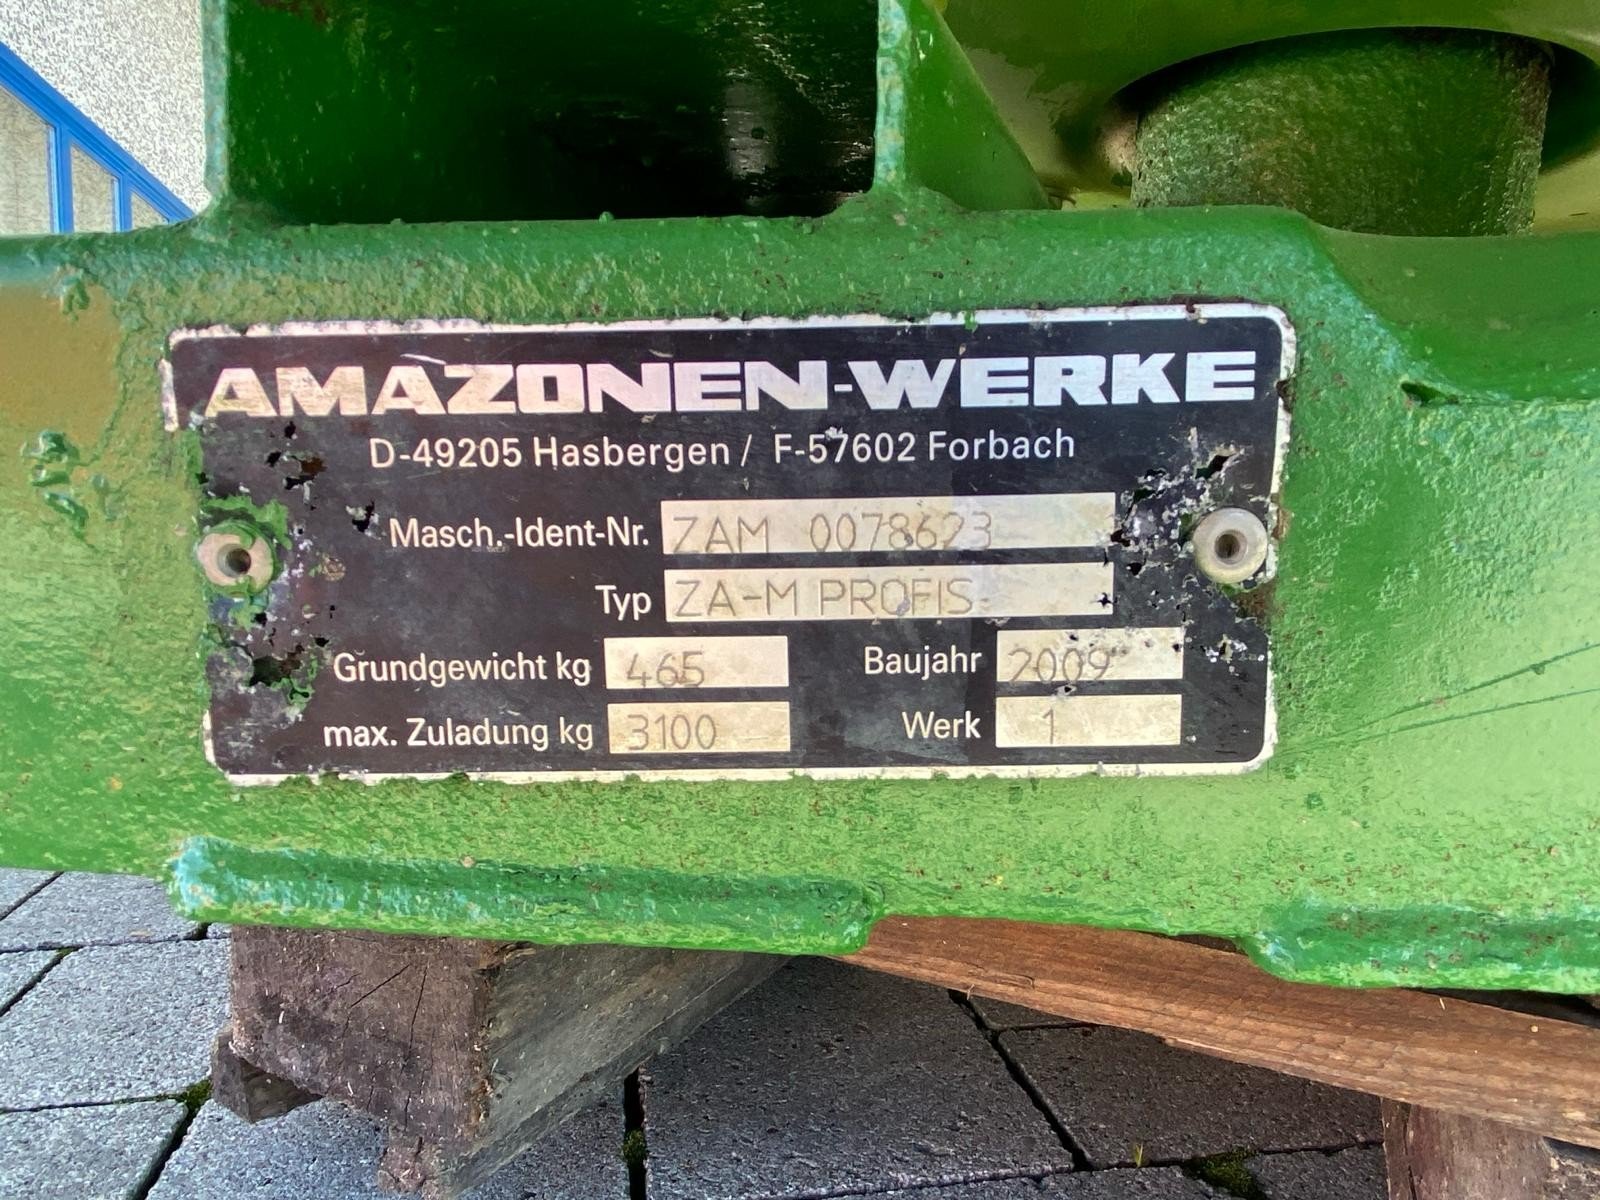 AMAZONEN-WERKE
D-49205 Hasbergen / F-57602 Forbach
Masch.-Ident-Nr. ZAM 0078623
Typ ZA-M PROFIS
Grundgewicht kg 465 Baujahr 2009
max. Zuladung kg 3100 Werk 1